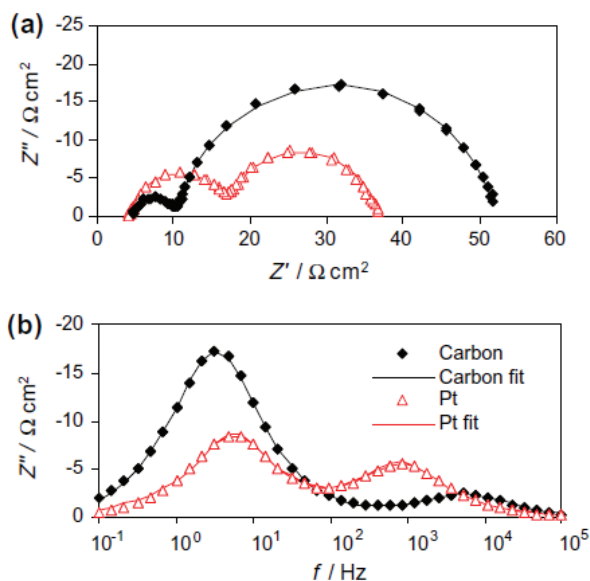 (a)
-25
-20
-15
-10
-5
0
Z" / Ω cm²
0 10 20 30 40 50 60
Z' / Ω cm²
(b)
-20
-15
-10
-5
0
Z" / Ω cm²
Carbon
Carbon fit
Pt
Pt fit
10⁻¹ 10⁰ 10¹ 10² 10³ 10⁴ 10⁵
f / Hz